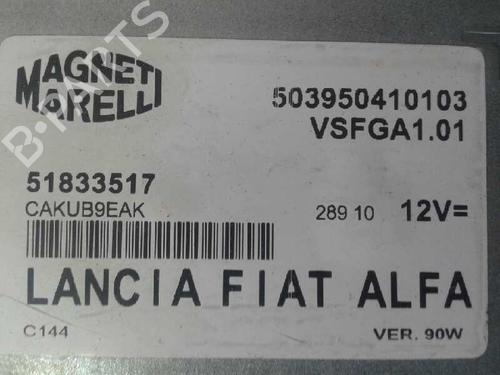 MAGNETI
MARELLI
503950410103
VSFGA1.01
51833517
CAKUB9EAK
289 10 12V=
LANCIA FIAT ALFA
C144 VER. 90W
B-PARTS